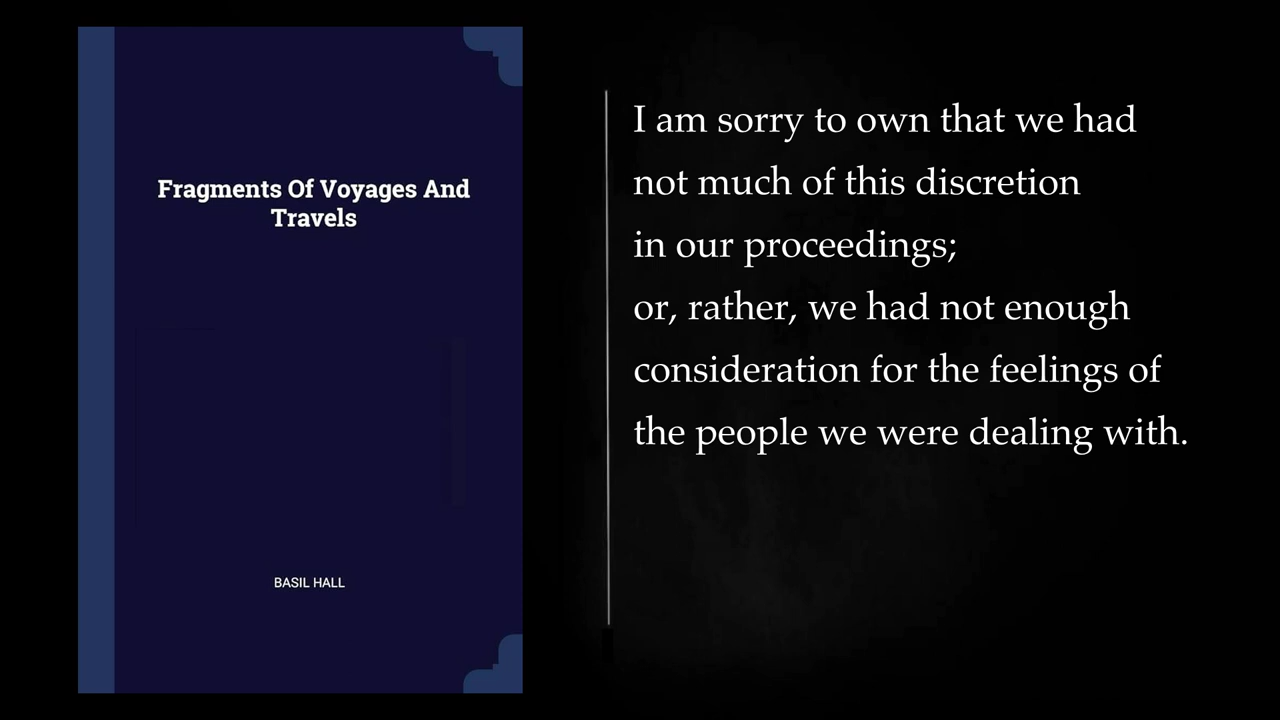 Fragments Of Voyages And
Travels
BASIL HALL
I am sorry to own that we had
not much of this discretion
in our proceedings;
or, rather, we had not enough
consideration for the feelings of
the people we were dealing with.